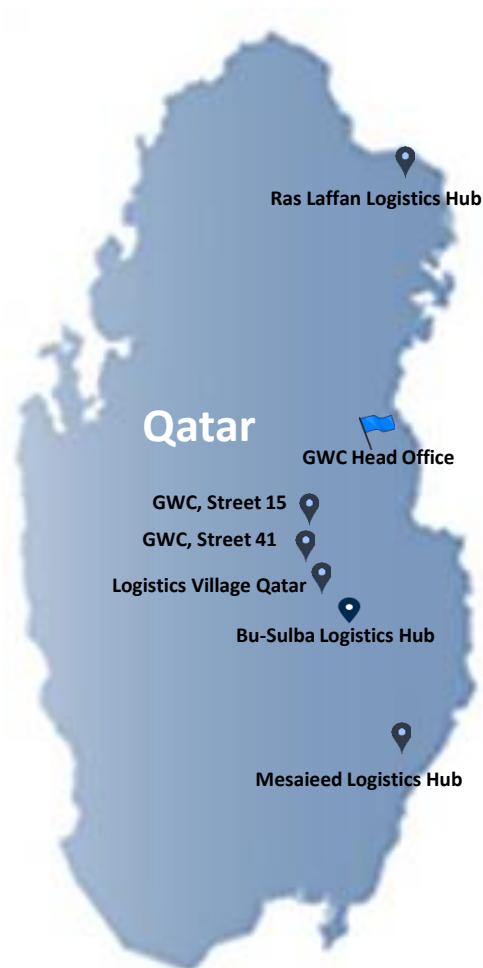 Ras Laffan Logistics Hub
Qatar
GWC Head Office
GWC, Street 15
GWC, Street 41
Logistics Village Qatar
Bu-Sulba Logistics Hub
Mesaieed Logistics Hub